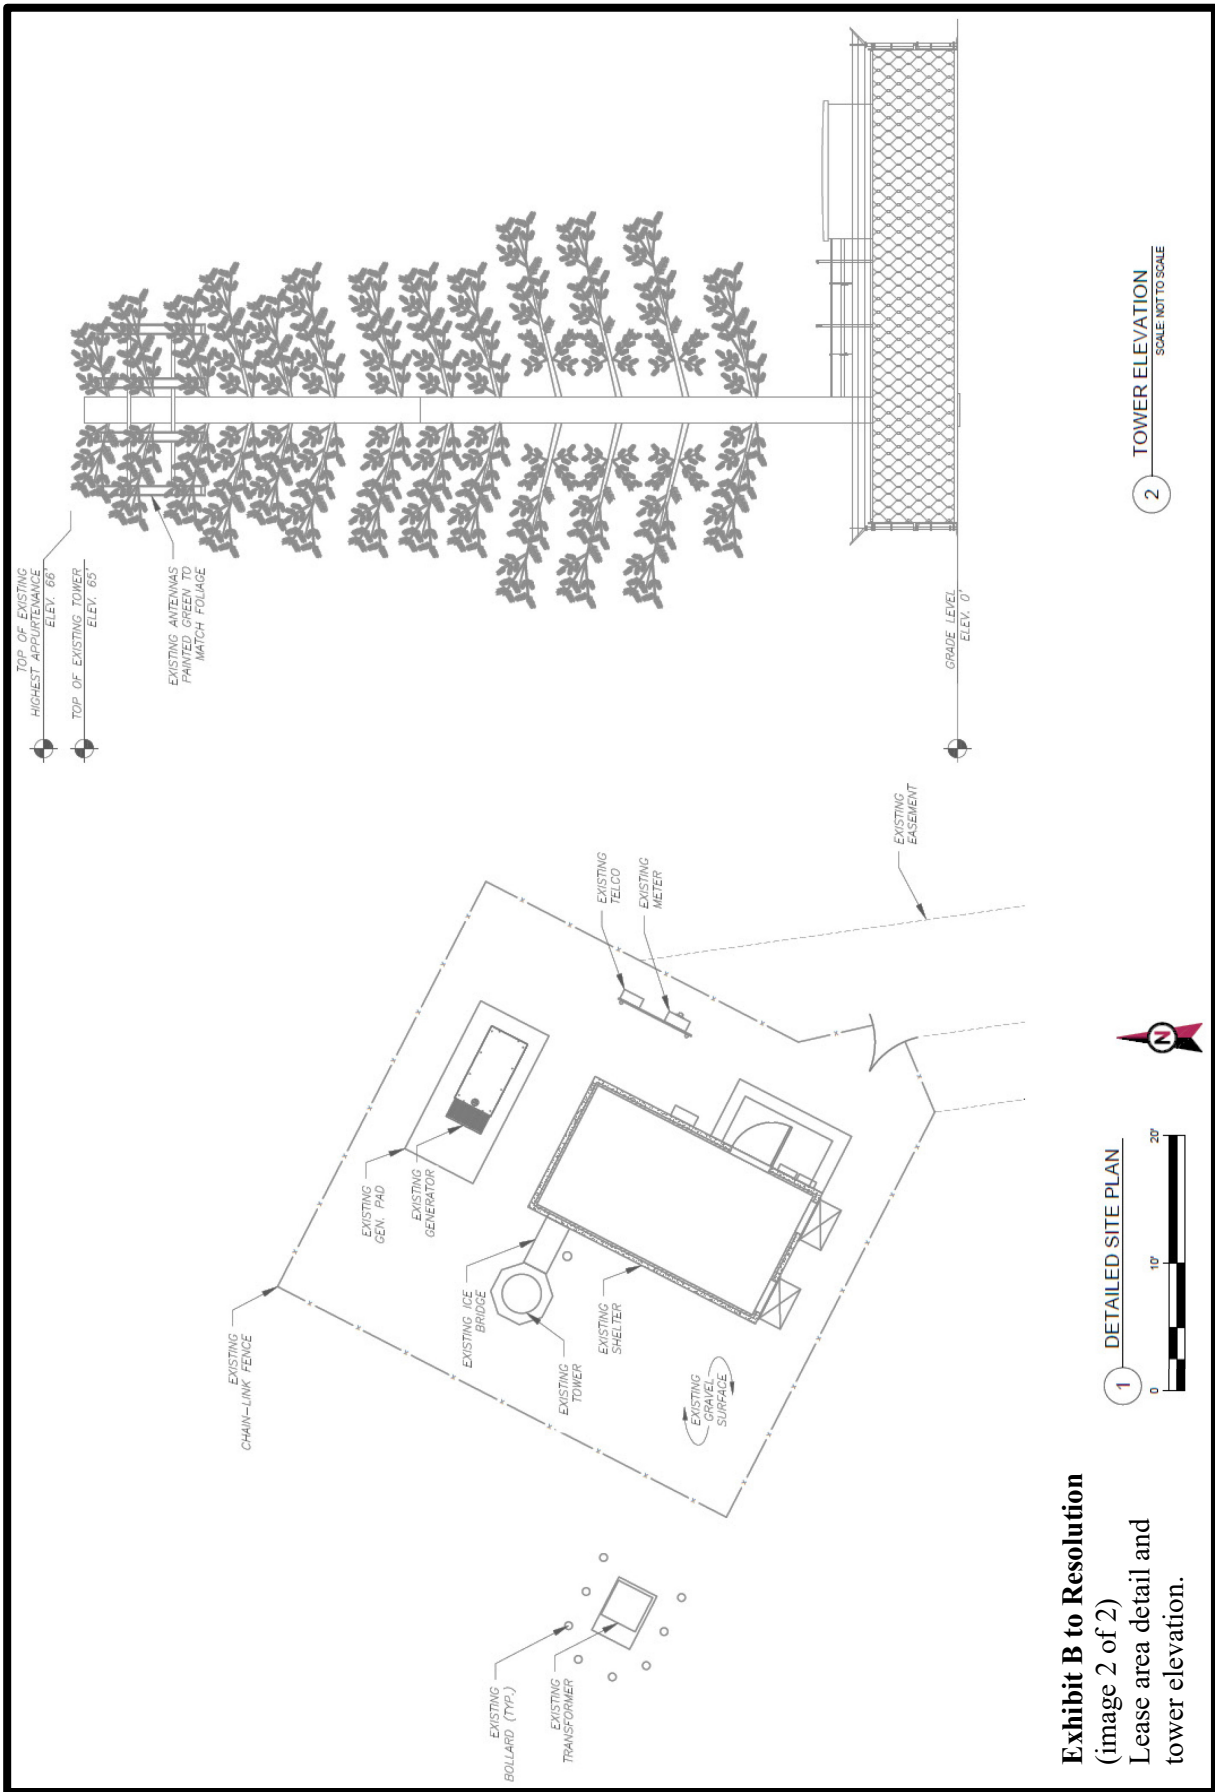 EXISTING
BOLLARD (TYP.)
EXISTING
TRANSFORMER
EXISTING
CHAIN-LINK FENCE
EXISTING
GEN. PAD
EXISTING
GENERATOR
EXISTING ICE
BRIDGE
EXISTING
TOWER
EXISTING
SHELTER
EXISTING
GRAVEL
SURFACE
EXISTING
TELCO
EXISTING
METER
EXISTING
EASEMENT
1
DETAILED SITE PLAN
0
10'
20'
N
TOP OF EXISTING
HIGHEST APPURTENANCE
ELEV. 66'
TOP OF EXISTING TOWER
ELEV. 65'
EXISTING ANTENNAS
PAINTED GREEN TO
MATCH FOLIAGE
GRADE LEVEL
ELEV. 0'
2
TOWER ELEVATION
SCALE: NOT TO SCALE
Exhibit B to Resolution
(image 2 of 2)
Lease area detail and
tower elevation.